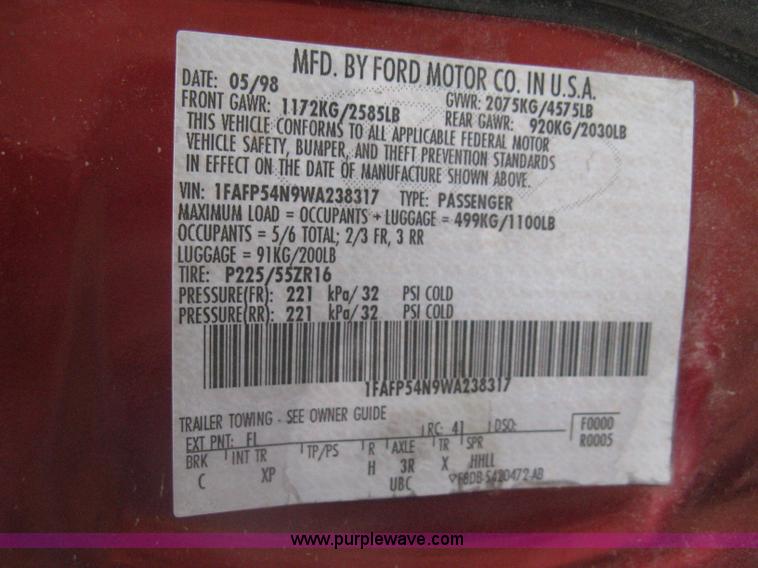 MFD. BY FORD MOTOR CO. IN U.S.A.
DATE: 05/98 GVWR: 2075KG/4575LB
FRONT GAWR: 1172KG/2585LB REAR GAWR: 920KG/2030LB
THIS VEHICLE CONFORMS TO ALL APPLICABLE FEDERAL MOTOR
VEHICLE SAFETY, BUMPER, AND THEFT PREVENTION STANDARDS
IN EFFECT ON THE DATE OF MANUFACTURE SHOWN ABOVE.
VIN: 1FAFP54N9WA238317 TYPE: PASSENGER
MAXIMUM LOAD = OCCUPANTS + LUGGAGE = 499KG/1100LB
OCCUPANTS = 5/6 TOTAL; 2/3 FR, 3 RR
LUGGAGE = 91KG/200LB
TIRE: P225/55ZR16
PRESSURE(FR): 221 kPa/ 32 PSI COLD
PRESSURE(RR): 221 kPa/ 32 PSI COLD
1FAFP54N9WA238317
TRAILER TOWING - SEE OWNER GUIDE
EXT PNT: FL RC: 41 DSO: F0000
BRK INT TR TP/PS R AXLE TR SPR R0005
C XP H 3R X HHLL
UBC F8DB-5420472-AB
www.purplewave.com